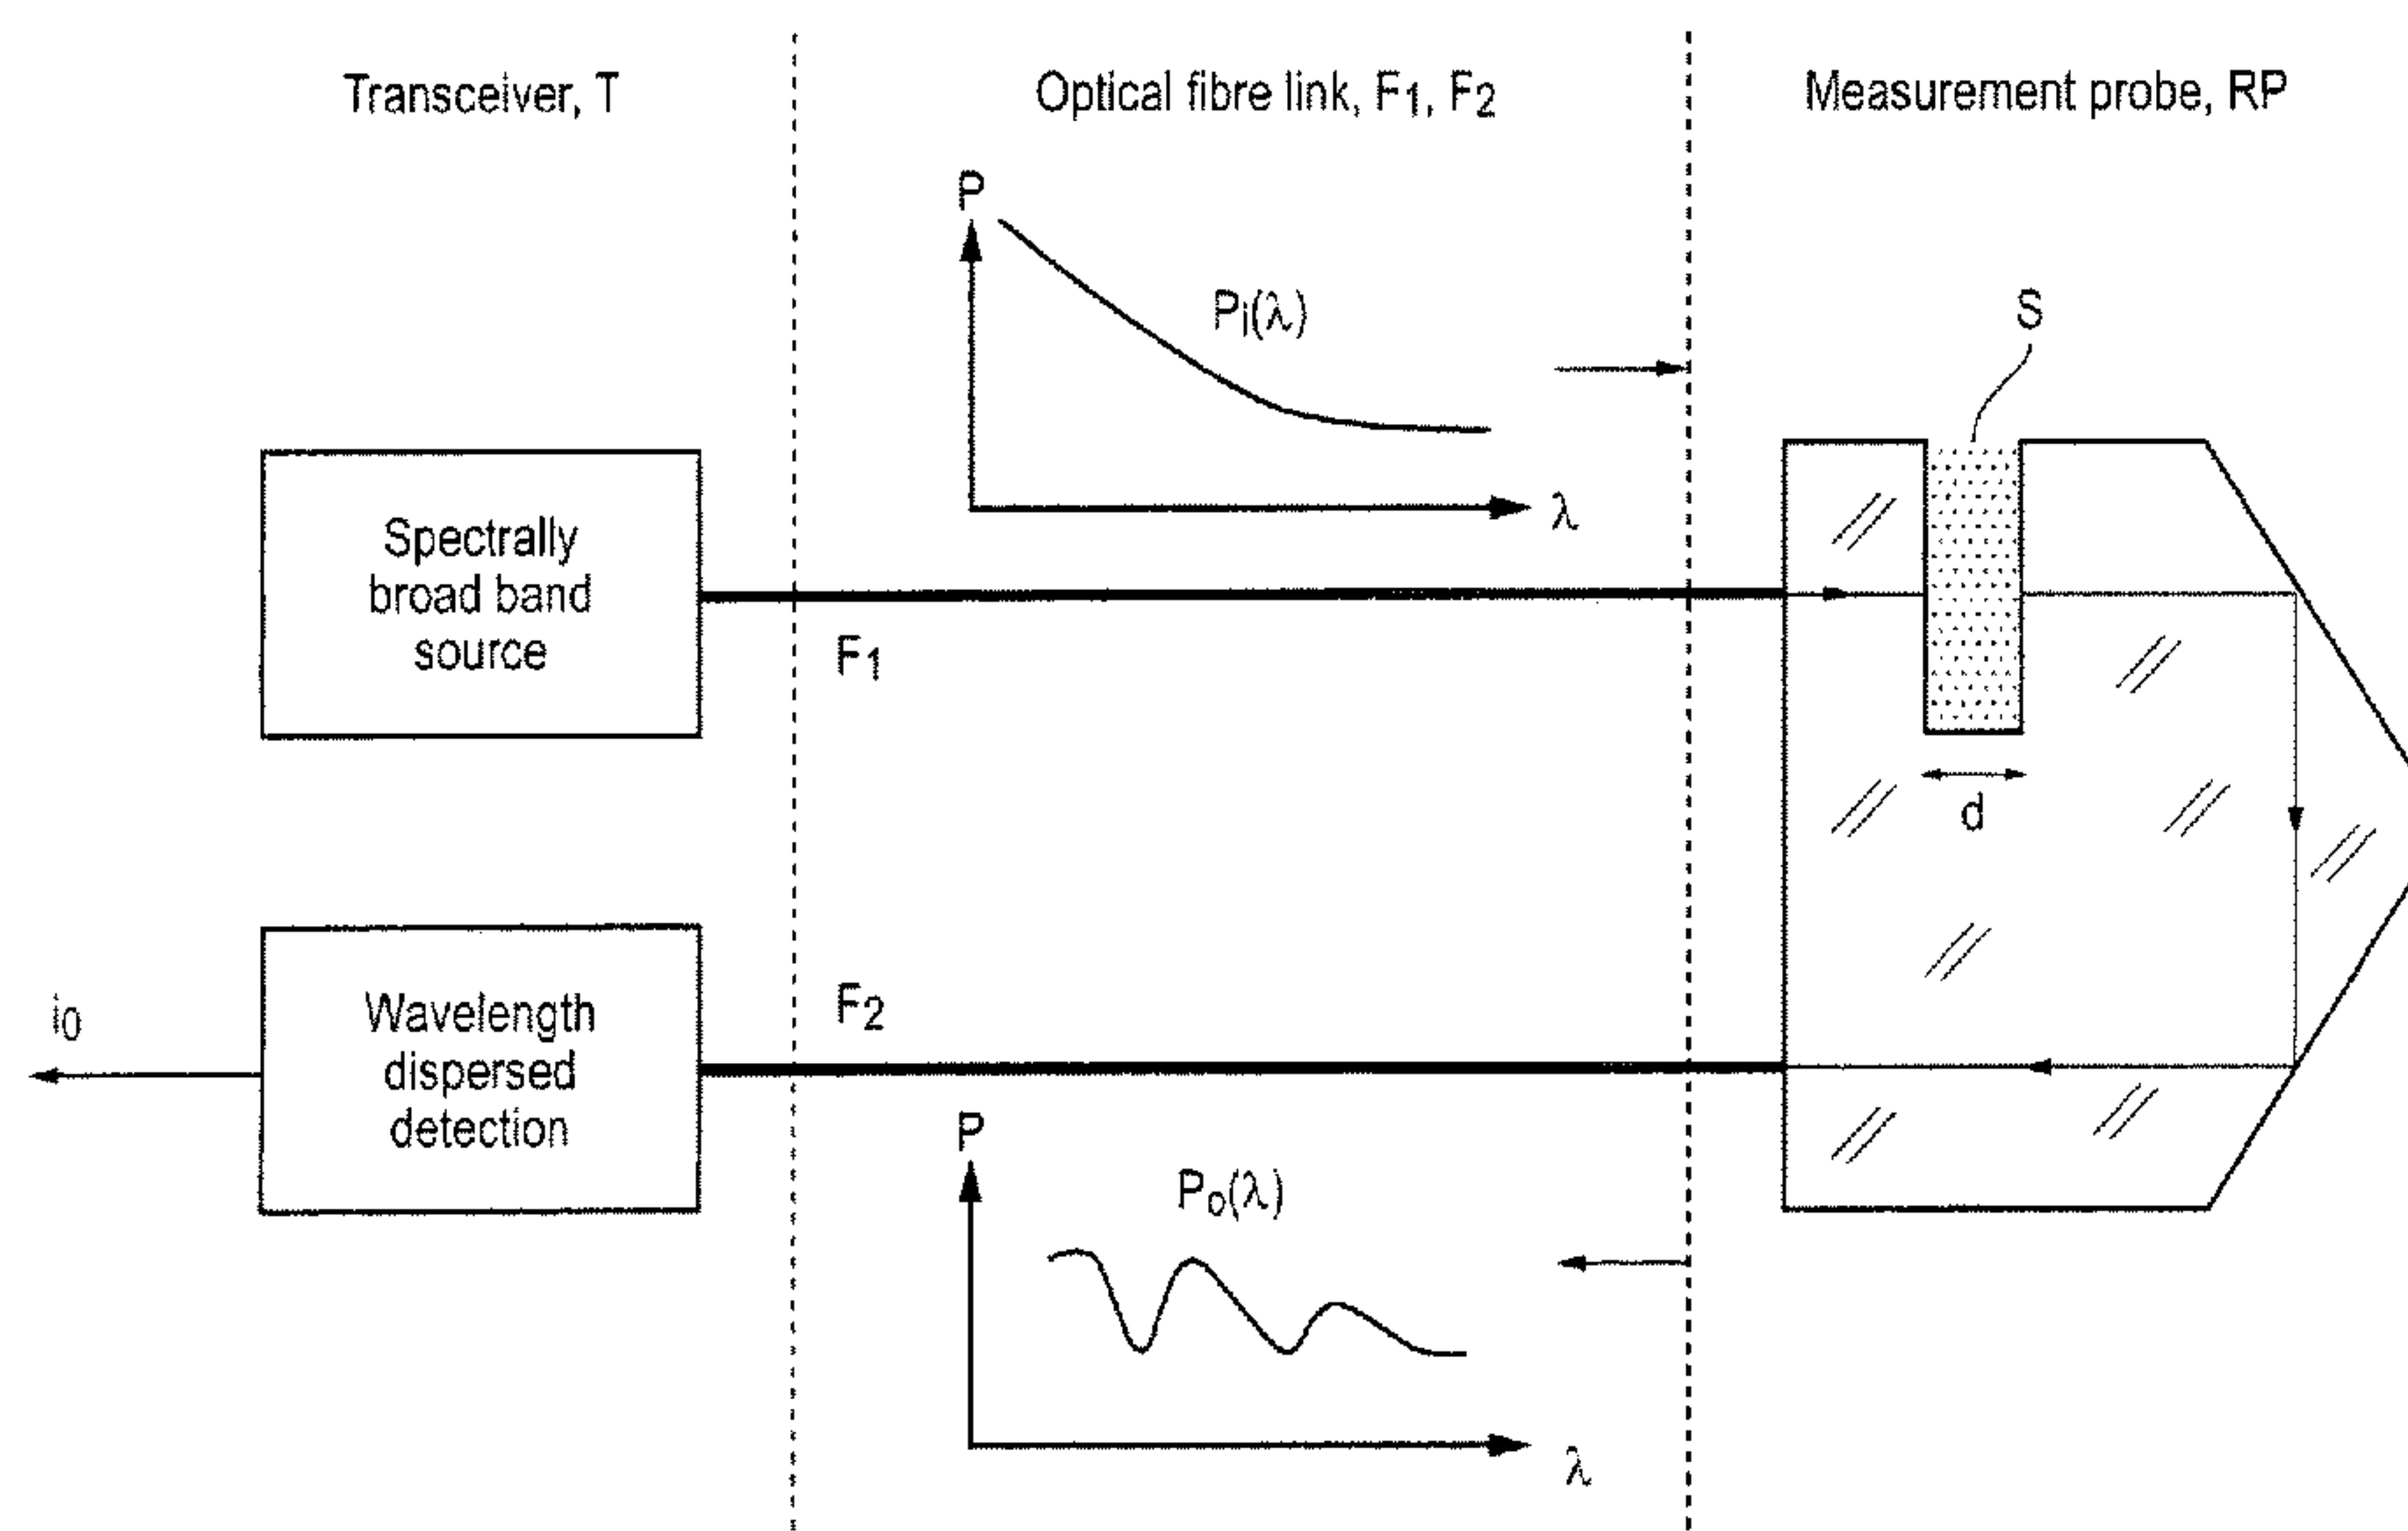 Transceiver, T
Optical fibre link, F1, F2
Measurement probe, RP
P
Pi(λ)
λ
S
Spectrally
broad band
source
F1
d
Wavelength
dispersed
detection
i0
F2
P
Po(λ)
λ